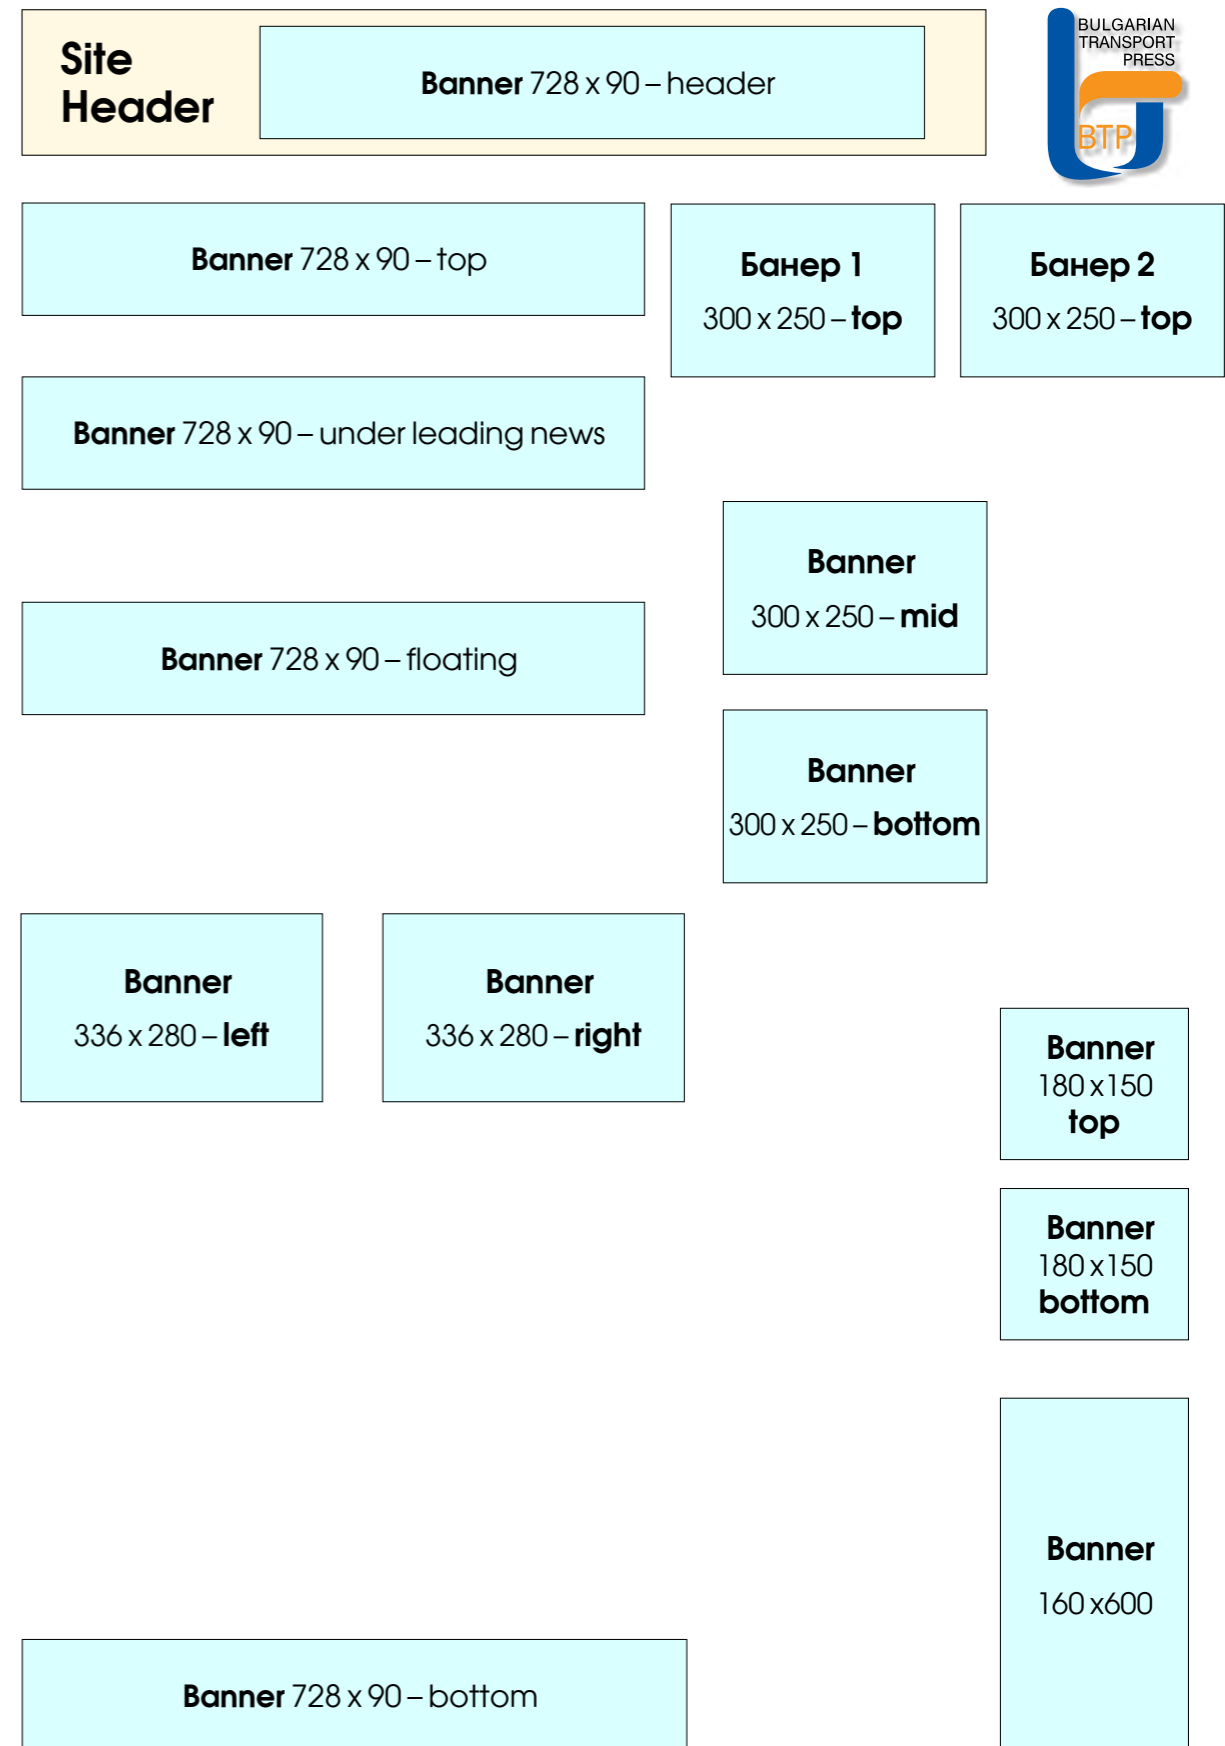 Site
Header
Banner 728 x 90 – header
BULGARIAN
TRANSPORT
PRESS
BTP
Banner 728 x 90 – top
Банер 1
300 x 250 – top
Банер 2
300 x 250 – top
Banner 728 x 90 – under leading news
Banner
300 x 250 – mid
Banner 728 x 90 – floating
Banner
300 x 250 – bottom
Banner
336 x 280 – left
Banner
336 x 280 – right
Banner
180 x150
top
Banner
180 x150
bottom
Banner
160 x600
Banner 728 x 90 – bottom